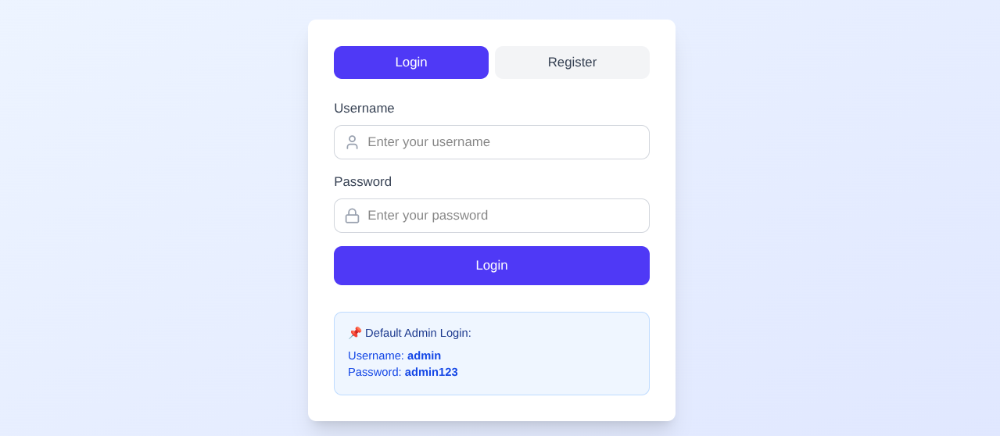 Login Register
Username
Enter your username
Password
Enter your password
Login
📌 Default Admin Login:
Username: admin
Password: admin123